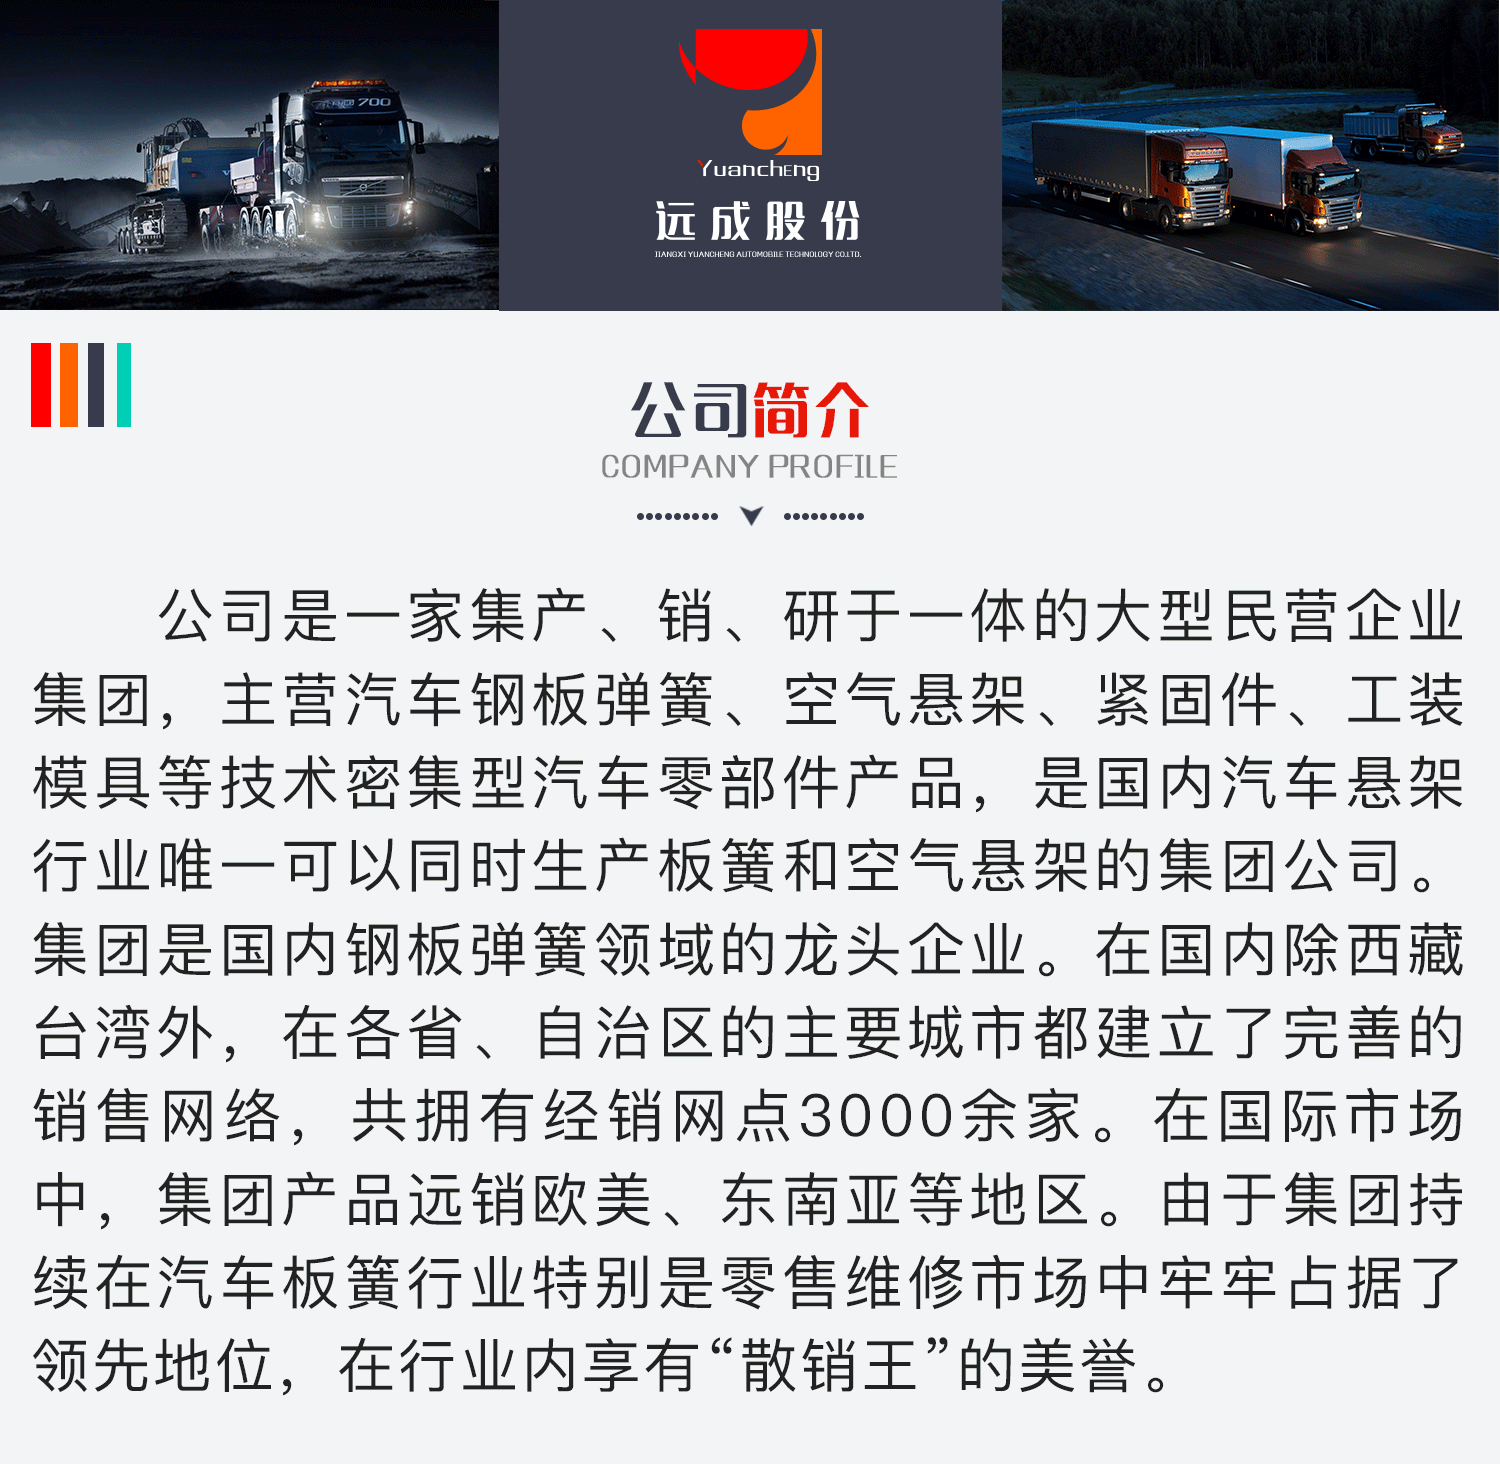 700
Yuancheng
远成股份
JIANGXI YUANCHENG AUTOMOBILE TECHNOLOGY CO.LTD.
公司简介
COMPANY PROFILE
公司是一家集产、销、研于一体的大型民营企业
集团，主营汽车钢板弹簧、空气悬架、紧固件、工装
模具等技术密集型汽车零部件产品，是国内汽车悬架
行业唯一可以同时生产板簧和空气悬架的集团公司。
集团是国内钢板弹簧领域的龙头企业。在国内除西藏
台湾外，在各省、自治区的主要城市都建立了完善的
销售网络，共拥有经销网点3000余家。在国际市场
中，集团产品远销欧美、东南亚等地区。由于集团持
续在汽车板簧行业特别是零售维修市场中牢牢占据了
领先地位，在行业内享有“散销王”的美誉。